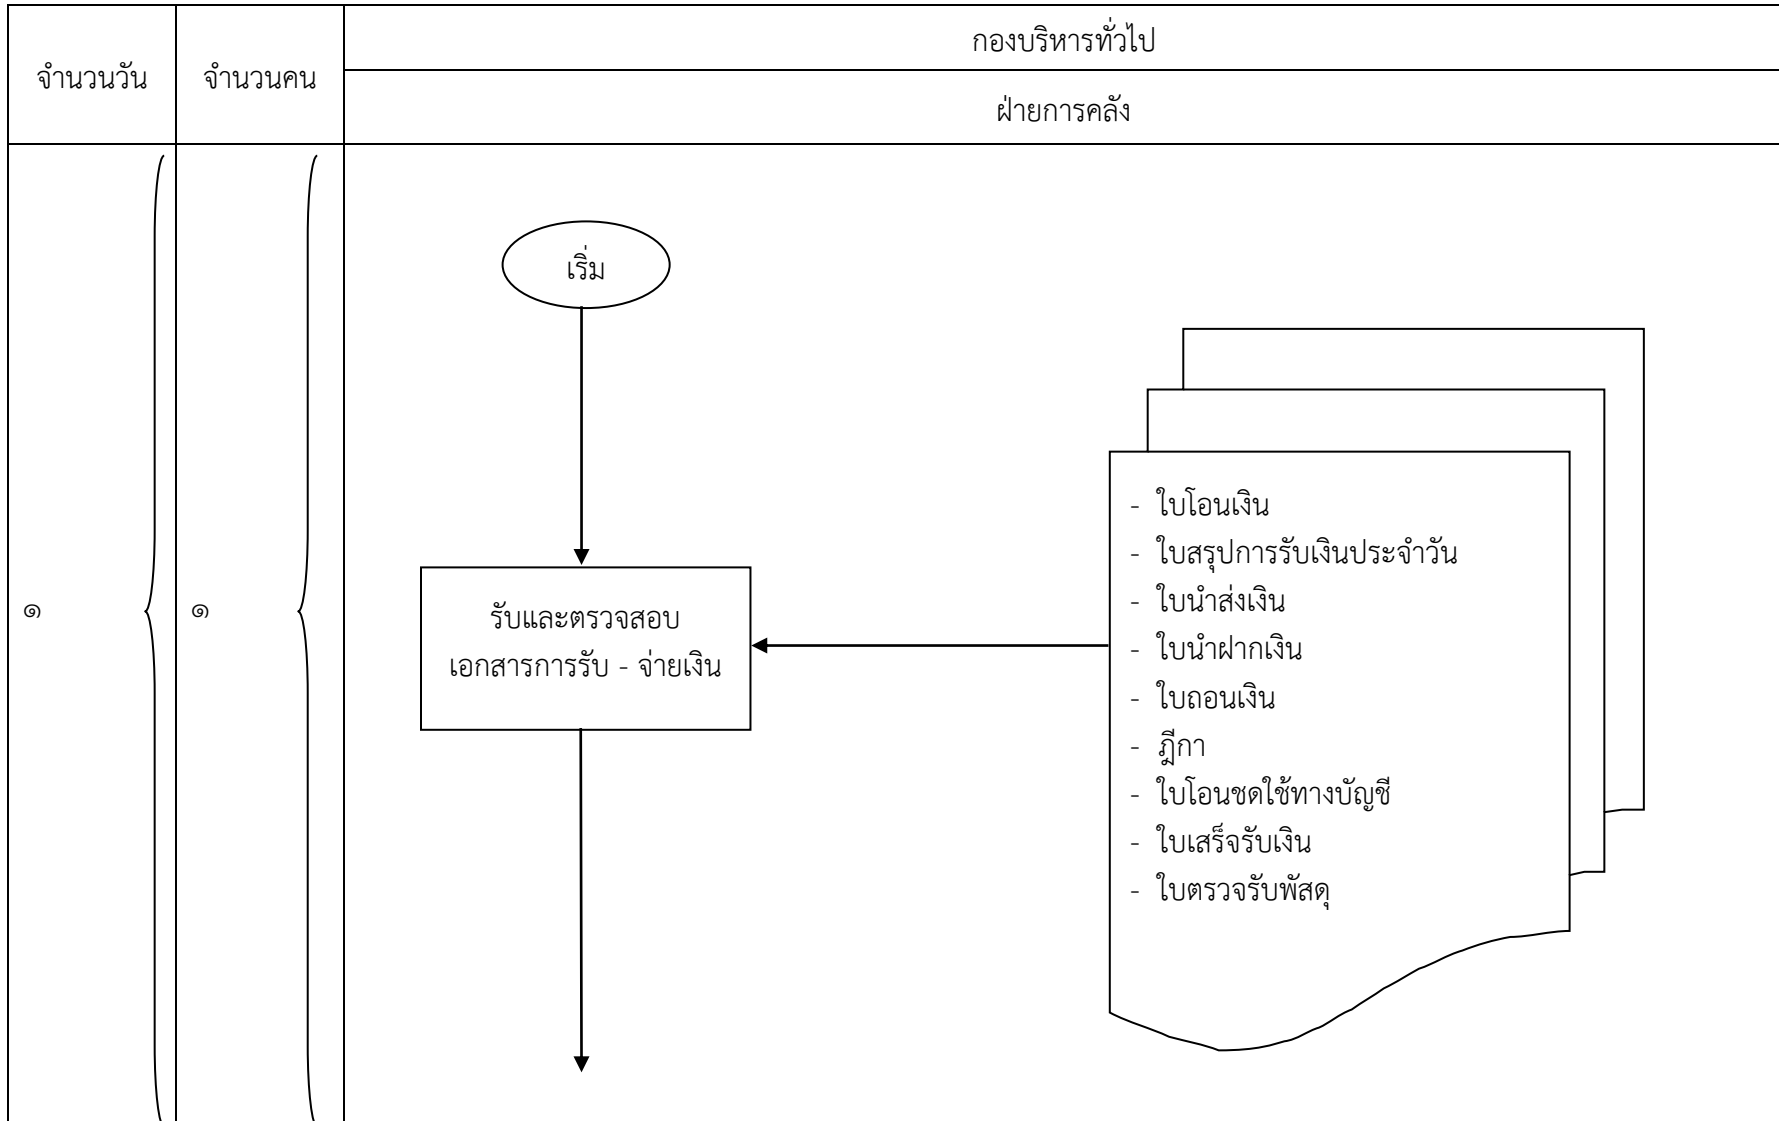 จำนวนวัน
จำนวนคน
กองบริหารทั่วไป
ฝ่ายการคลัง
เริ่ม
๑
๑
รับและตรวจสอบ
เอกสารการรับ - จ่ายเงิน
- ใบโอนเงิน
- ใบสรุปการรับเงินประจำวัน
- ใบนำส่งเงิน
- ใบนำฝากเงิน
- ใบถอนเงิน
- ฎีกา
- ใบโอนชดใช้ทางบัญชี
- ใบเสร็จรับเงิน
- ใบตรวจรับพัสดุ